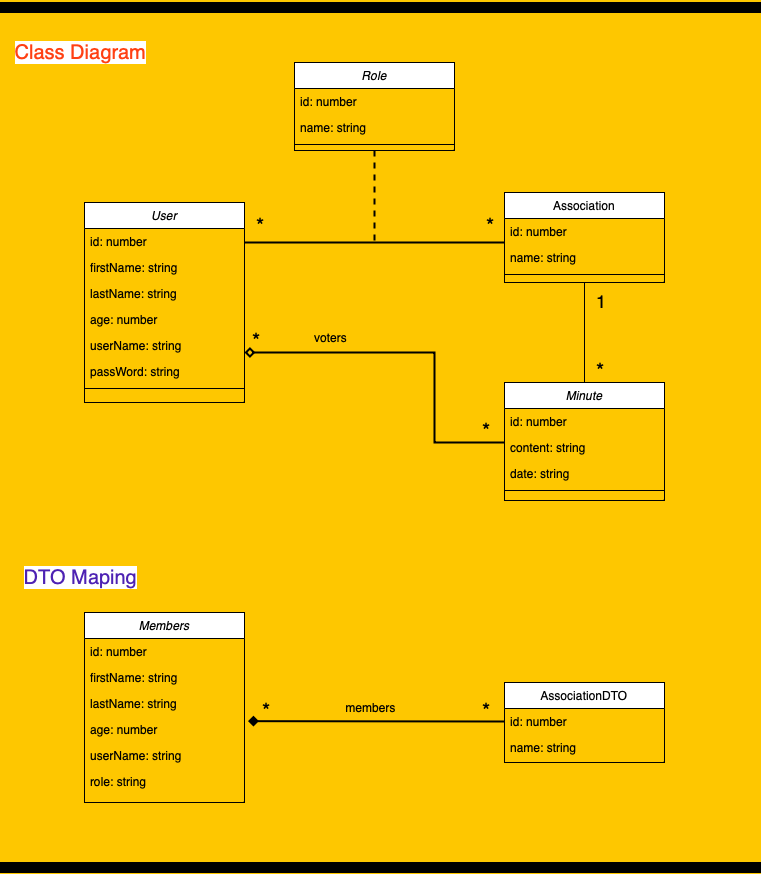 Class Diagram
Role
id: number
name: string
User
id: number
firstName: string
lastName: string
age: number
userName: string
passWord: string
*
*
Association
id: number
name: string
1
*
*
voters
*
Minute
id: number
content: string
date: string
DTO Maping
Members
id: number
firstName: string
lastName: string
age: number
userName: string
role: string
*
members
*
AssociationDTO
id: number
name: string